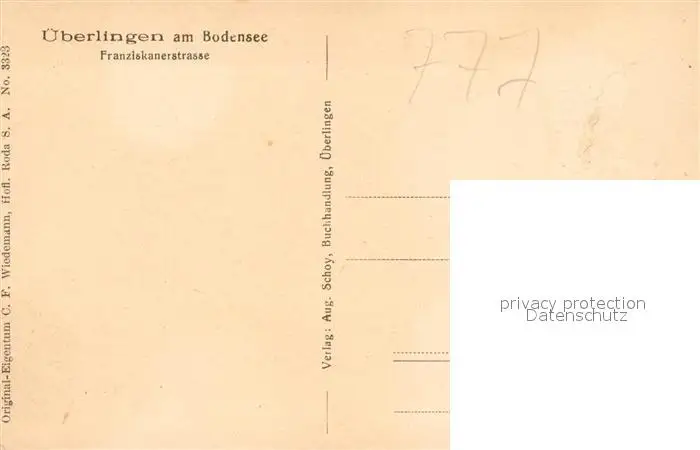 Überlingen am Bodensee
Franziskanerstrasse
Original-Eigentum C. F. Wiedemann, Hofl. Roda S. A. No. 3323
Verlag: Aug. Schoy, Buchhandlung, Überlingen
777
privacy protection
Datenschutz